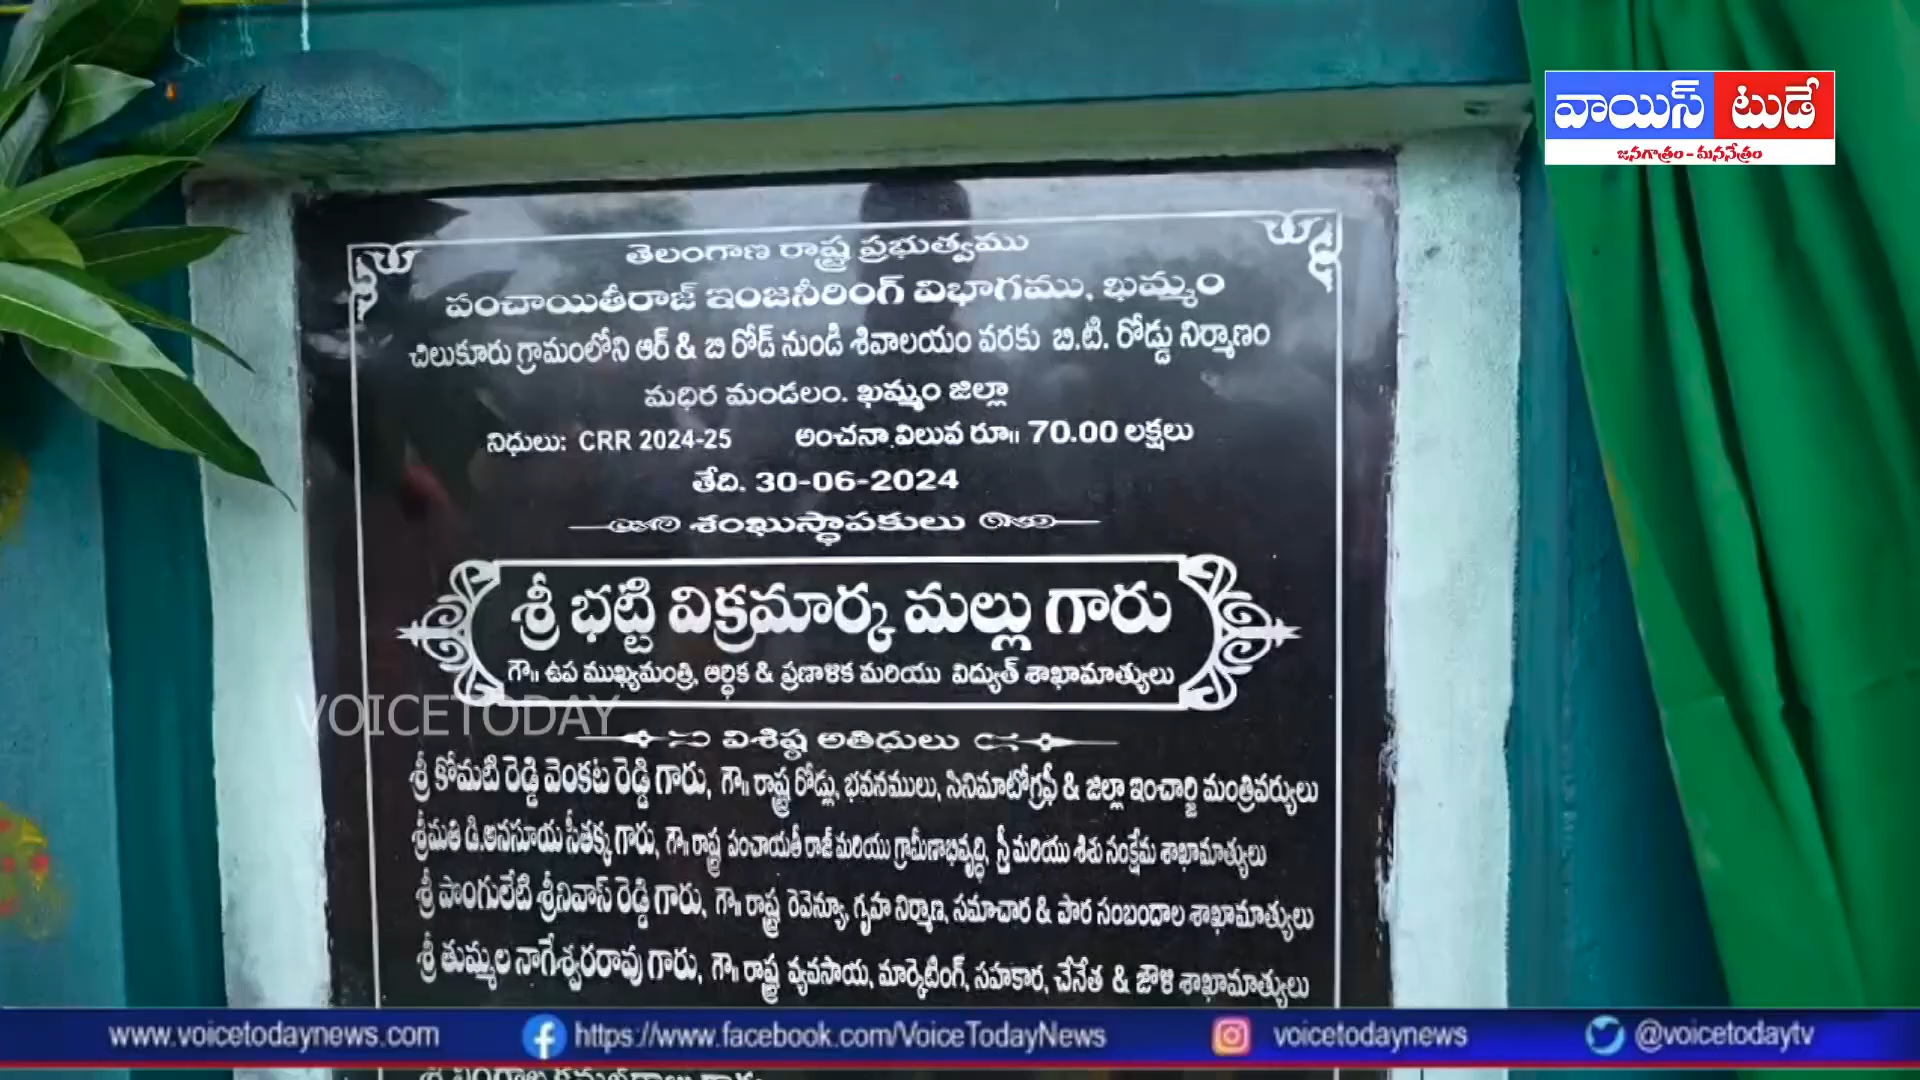 వాయిస్ టుడే
జనగాత్రం - మననేత్రం
తెలంగాణ రాష్ట్ర ప్రభుత్వము
పంచాయితీరాజ్ ఇంజనీరింగ్ విభాగము, ఖమ్మం
చిలుకూరు గ్రామంలోని ఆర్ & బి రోడ్ నుండి శివాలయం వరకు బి.టి. రోడ్డు నిర్మాణం
మధిర మండలం. ఖమ్మం జిల్లా
నిధులు: CRR 2024-25 అంచనా విలువ రూ॥ 70.00 లక్షలు
తేది. 30-06-2024
శంఖుస్థాపకులు
శ్రీ భట్టి విక్రమార్క మల్లు గారు
గౌ॥ ఉప ముఖ్యమంత్రి, ఆర్ధిక & ప్రణాళిక మరియు విద్యుత్ శాఖామాత్యులు
VOICETODAY
విశిష్ఠ అతిధులు
శ్రీ కోమటి రెడ్డి వెంకట రెడ్డి గారు, గౌ॥ రాష్ట్ర రోడ్లు, భవనములు, సినిమాటోగ్రఫీ & జిల్లా ఇంచార్జి మంత్రివర్యులు
శ్రీమతి డి.అనసూయ సీతక్క గారు, గౌ॥ రాష్ట్ర పంచాయతీ రాజ్ మరియు గ్రామీణాభివృద్ధి, స్త్రీ మరియు శిశు సంక్షేమ శాఖామాత్యులు
శ్రీ పొంగులేటి శ్రీనివాస్ రెడ్డి గారు, గౌ॥ రాష్ట్ర రెవెన్యూ, గృహ నిర్మాణ, సమాచార & పౌర సంబందాల శాఖామాత్యులు
శ్రీ తుమ్మల నాగేశ్వరరావు గారు, గౌ॥ రాష్ట్ర వ్యవసాయ, మార్కెటింగ్, సహకార, చేనేత & జౌళి శాఖామాత్యులు
www.voicetodaynews.com https://www.facebook.com/VoiceTodayNews voicetodaynews @voicetodaytv